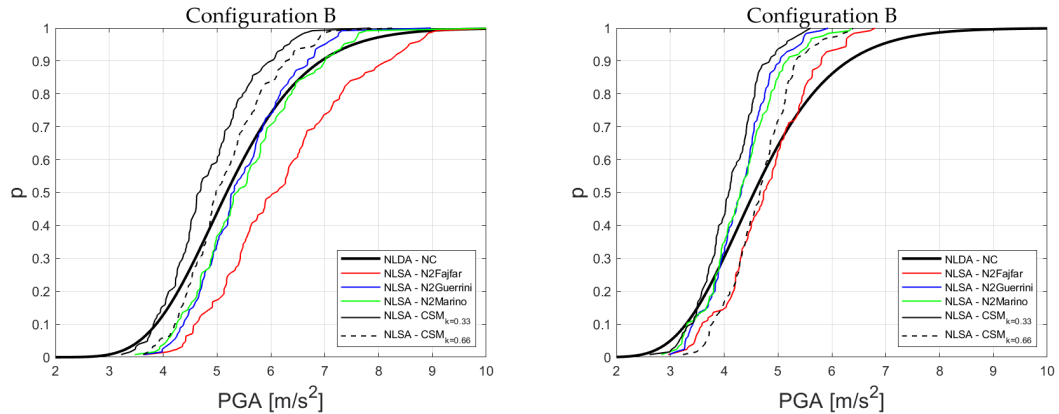 Configuration B
1
0.9
0.8
0.7
0.6
0.5
0.4
0.3
0.2
0.1
0
p
NLDA - NC
NLSA - N2Fajfar
NLSA - N2Guerrini
NLSA - N2Marino
NLSA - CSM k=0.33
NLSA - CSM k=0.66
2 3 4 5 6 7 8 9 10
PGA [m/s²]
Configuration B
1
0.9
0.8
0.7
0.6
0.5
0.4
0.3
0.2
0.1
0
p
NLDA - NC
NLSA - N2Fajfar
NLSA - N2Guerrini
NLSA - N2Marino
NLSA - CSM k=0.33
NLSA - CSM k=0.66
2 3 4 5 6 7 8 9 10
PGA [m/s²]